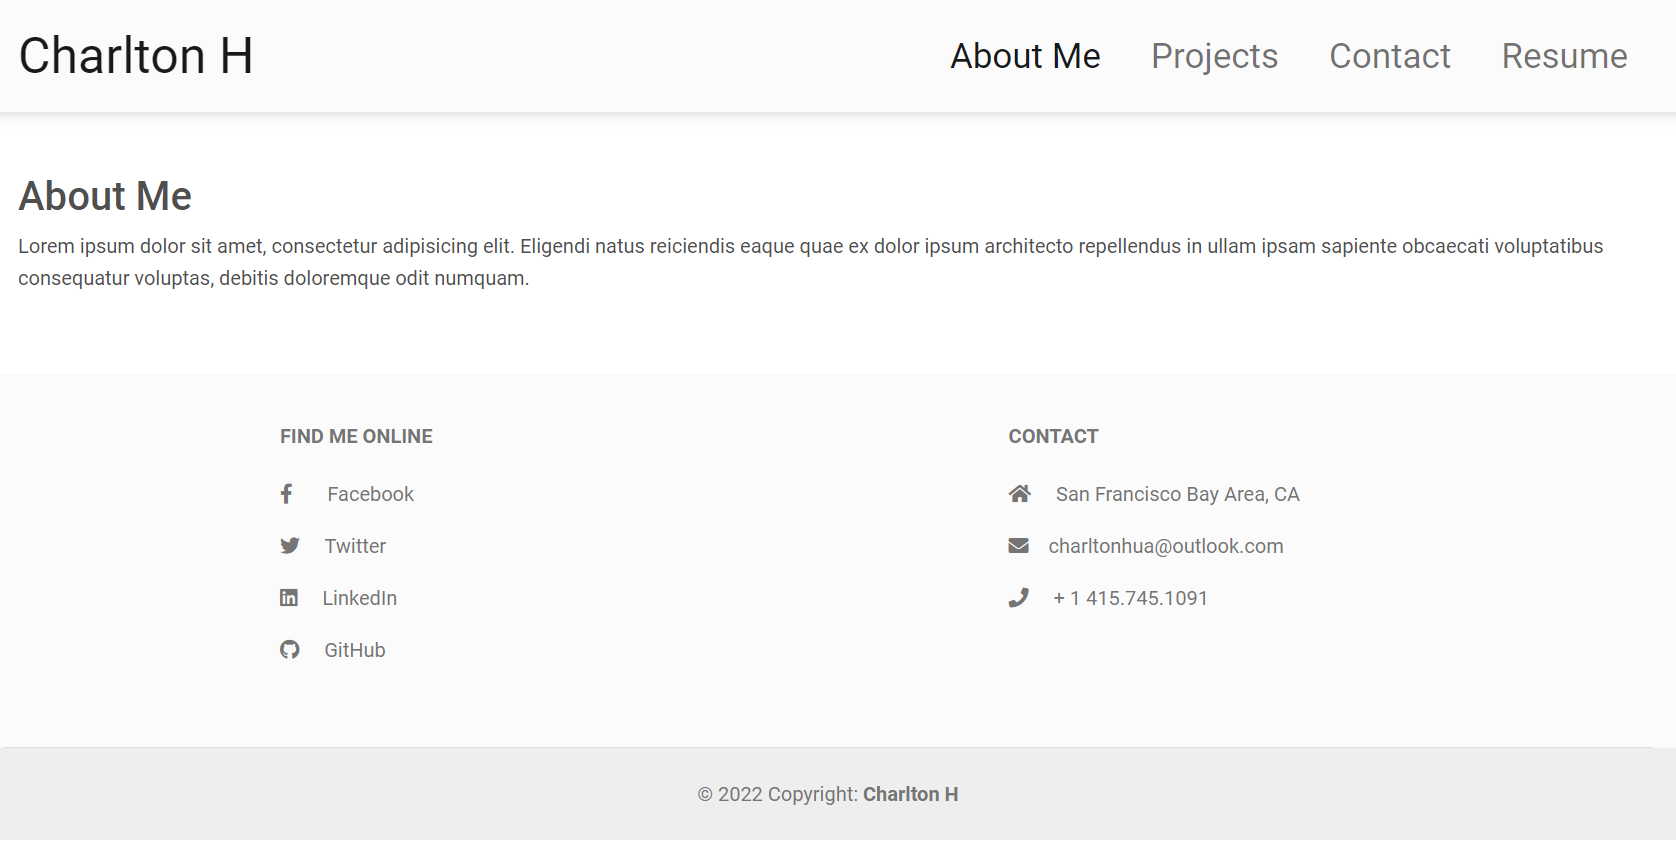 Charlton H
About Me Projects Contact Resume
About Me
Lorem ipsum dolor sit amet, consectetur adipisicing elit. Eligendi natus reiciendis eaque quae ex dolor ipsum architecto repellendus in ullam ipsam sapiente obcaecati voluptatibus
consequatur voluptas, debitis doloremque odit numquam.
FIND ME ONLINE
Facebook
Twitter
LinkedIn
GitHub
CONTACT
San Francisco Bay Area, CA
charltonhua@outlook.com
+ 1 415.745.1091
© 2022 Copyright: Charlton H